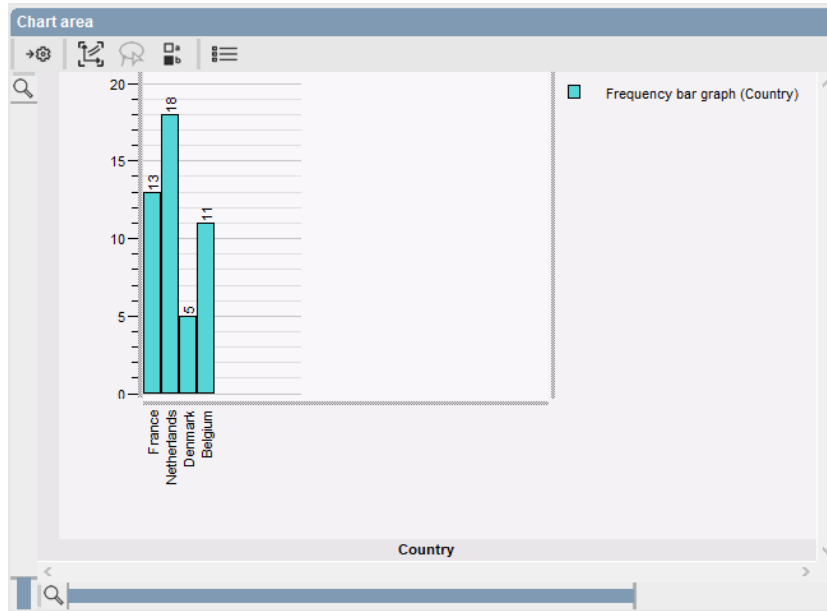 Chart area
a
b
20
15
10
5
0
13
18
5
11
France
Netherlands
Denmark
Belgium
Frequency bar graph (Country)
Country